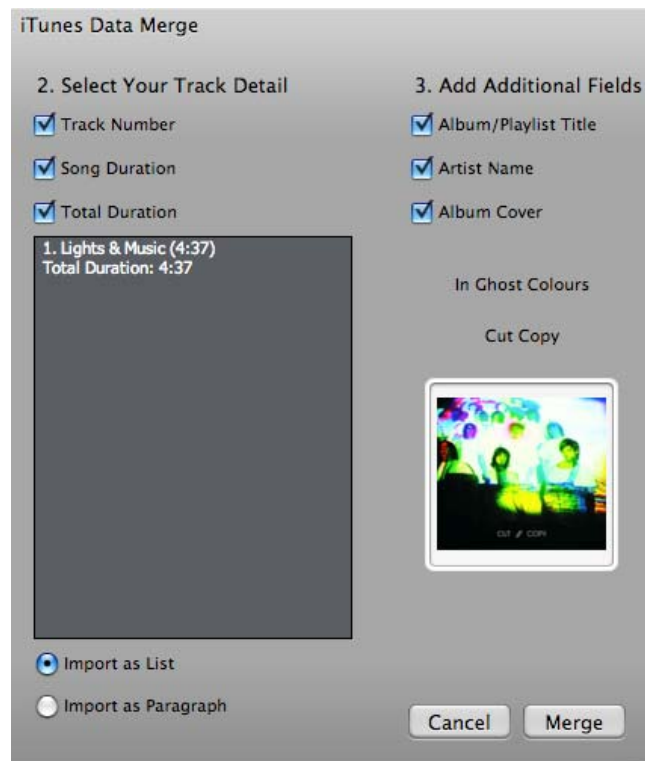 iTunes Data Merge
2. Select Your Track Detail
Track Number
Song Duration
Total Duration
1. Lights & Music (4:37)
Total Duration: 4:37
Import as List
Import as Paragraph
3. Add Additional Fields
Album/Playlist Title
Artist Name
Album Cover
In Ghost Colours
Cut Copy
CUT // COPY
Cancel
Merge